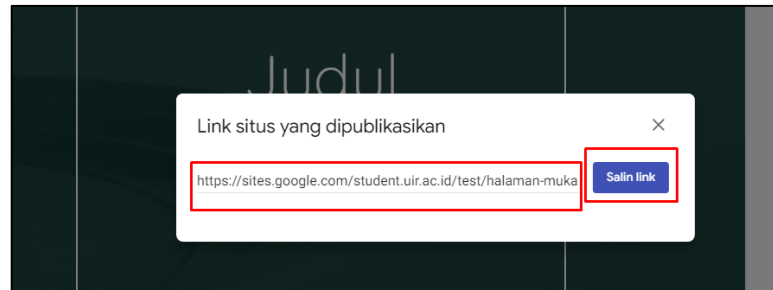 Judul
Link situs yang dipublikasikan
https://sites.google.com/student.uir.ac.id/test/halaman-muka
Salin link